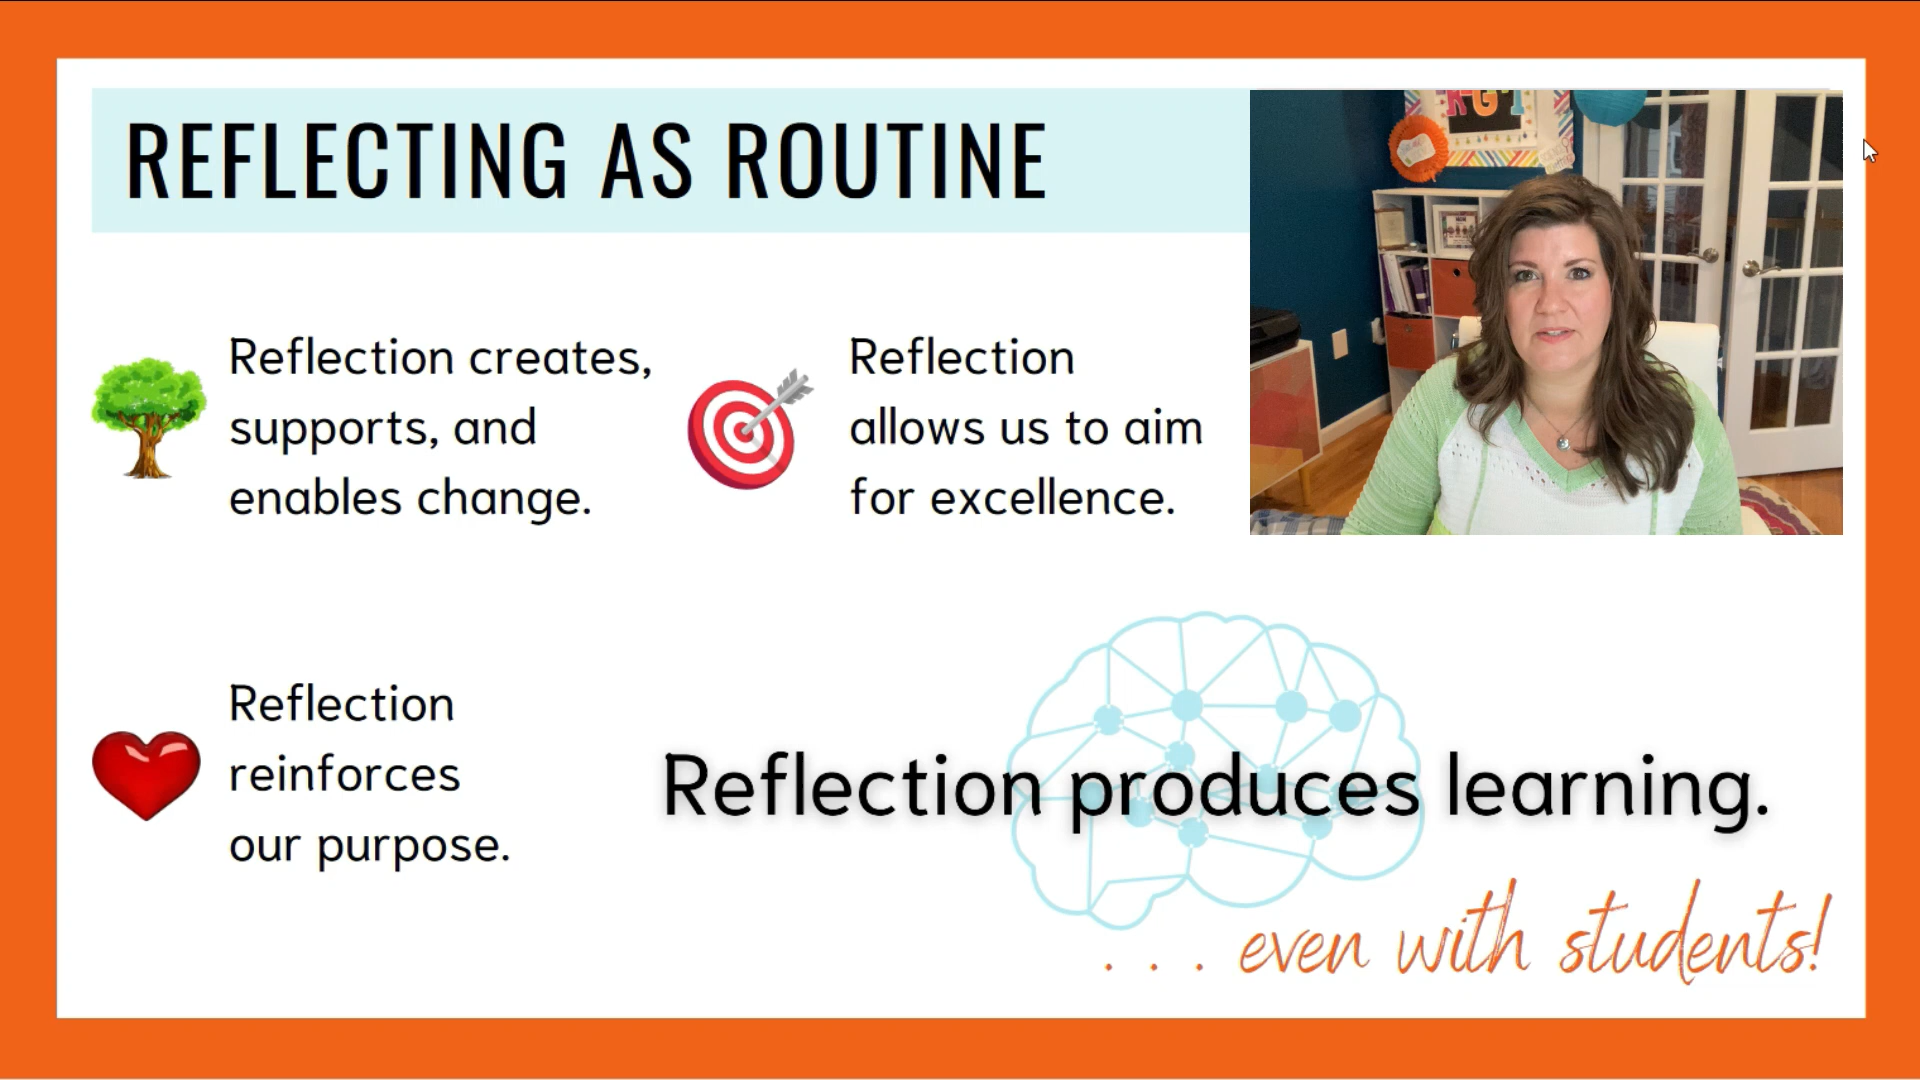 REFLECTING AS ROUTINE
Reflection creates,
supports, and
enables change.
Reflection
allows us to aim
for excellence.
Reflection
reinforces
our purpose.
Reflection produces learning.
. . . even with students!